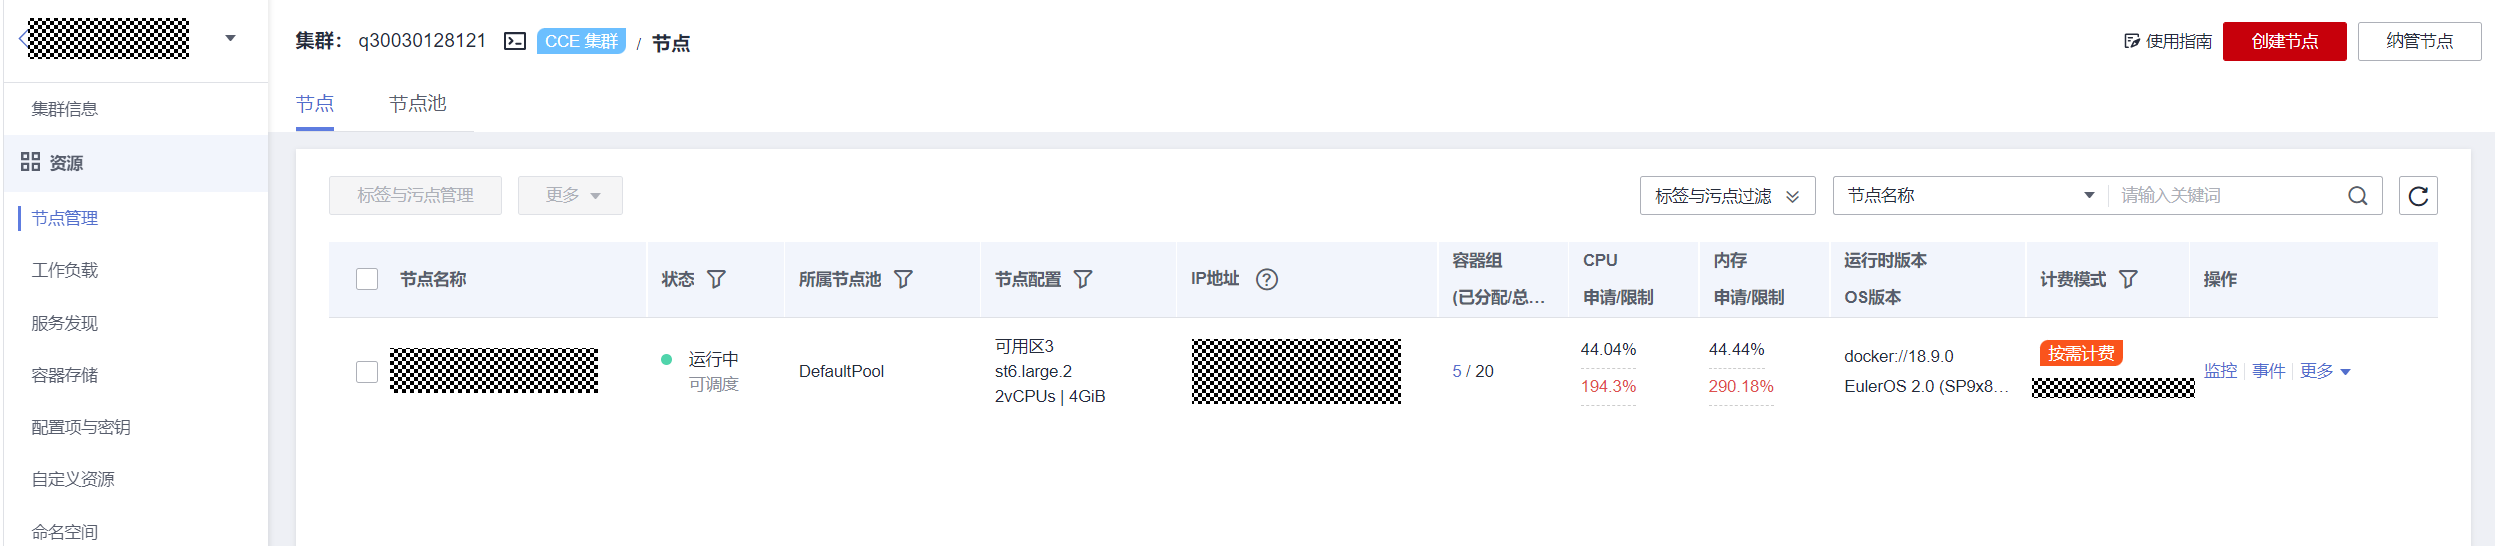 集群： q30030128121 CCE 集群 / 节点
使用指南 创建节点 纳管节点
集群信息
资源
节点管理
工作负载
服务发现
容器存储
配置项与密钥
自定义资源
命名空间
节点 节点池
标签与污点管理 更多 标签与污点过滤 节点名称 请输入关键词
节点名称 状态 所属节点池 节点配置 IP地址 容器组 (已分配/总... CPU 申请/限制 内存 申请/限制 运行时版本 OS版本 计费模式 操作
运行中
可调度
DefaultPool
可用区3
st6.large.2
2vCPUs | 4GiB
5 / 20
44.04%
194.3%
44.44%
290.18%
docker://18.9.0
EulerOS 2.0 (SP9x8...
按需计费
监控 事件 更多